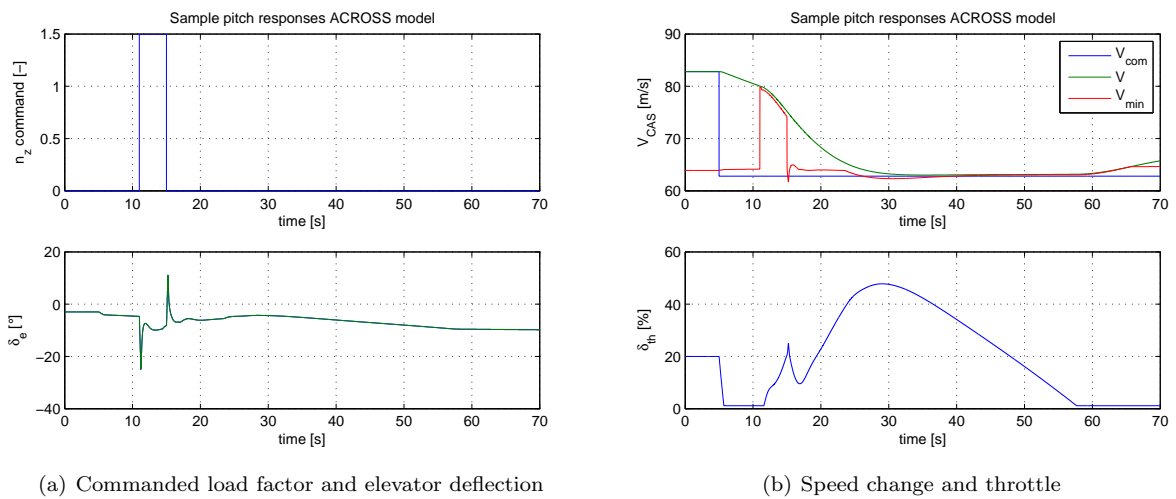 Sample pitch responses ACROSS model
n_z command [−]
1.5
1
0.5
0
0 10 20 30 40 50 60 70
time [s]
δ_e [°]
20
0
−20
−40
0 10 20 30 40 50 60 70
time [s]
(a) Commanded load factor and elevator deflection
Sample pitch responses ACROSS model
V_CAS [m/s]
90
80
70
60
V_com
V
V_min
0 10 20 30 40 50 60 70
time [s]
δ_th [%]
60
40
20
0
0 10 20 30 40 50 60 70
time [s]
(b) Speed change and throttle